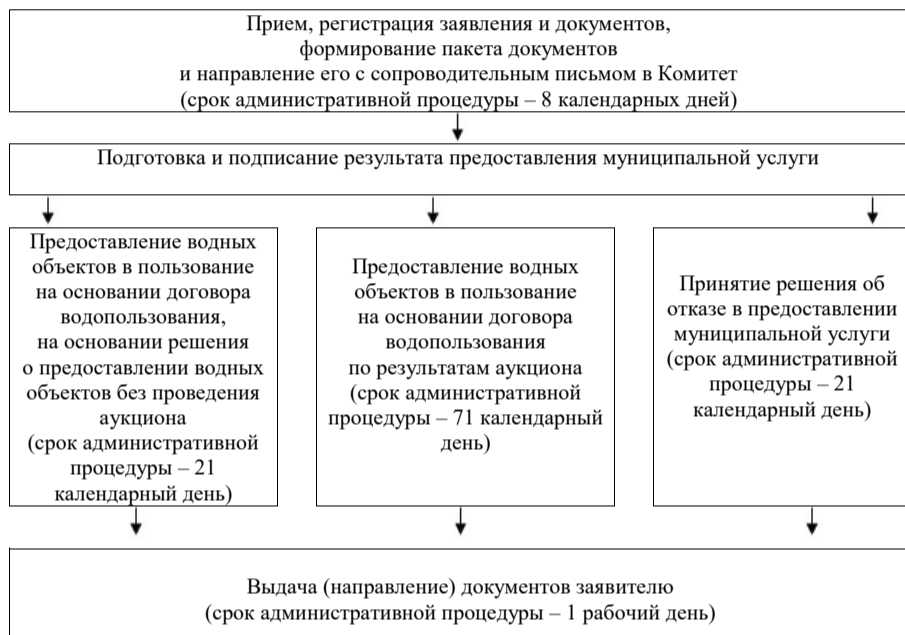 Прием, регистрация заявления и документов,
формирование пакета документов
и направление его с сопроводительным письмом в Комитет
(срок административной процедуры – 8 календарных дней)
Подготовка и подписание результата предоставления муниципальной услуги
Предоставление водных
объектов в пользование
на основании договора
водопользования,
на основании решения
о предоставлении водных
объектов без проведения
аукциона
(срок административной
процедуры – 21
календарный день)
Предоставление водных
объектов в пользование
на основании договора
водопользования
по результатам аукциона
(срок административной
процедуры – 71 календарный
день)
Принятие решения об
отказе в предоставлении
муниципальной услуги
(срок административной
процедуры – 21
календарный день)
Выдача (направление) документов заявителю
(срок административной процедуры – 1 рабочий день)